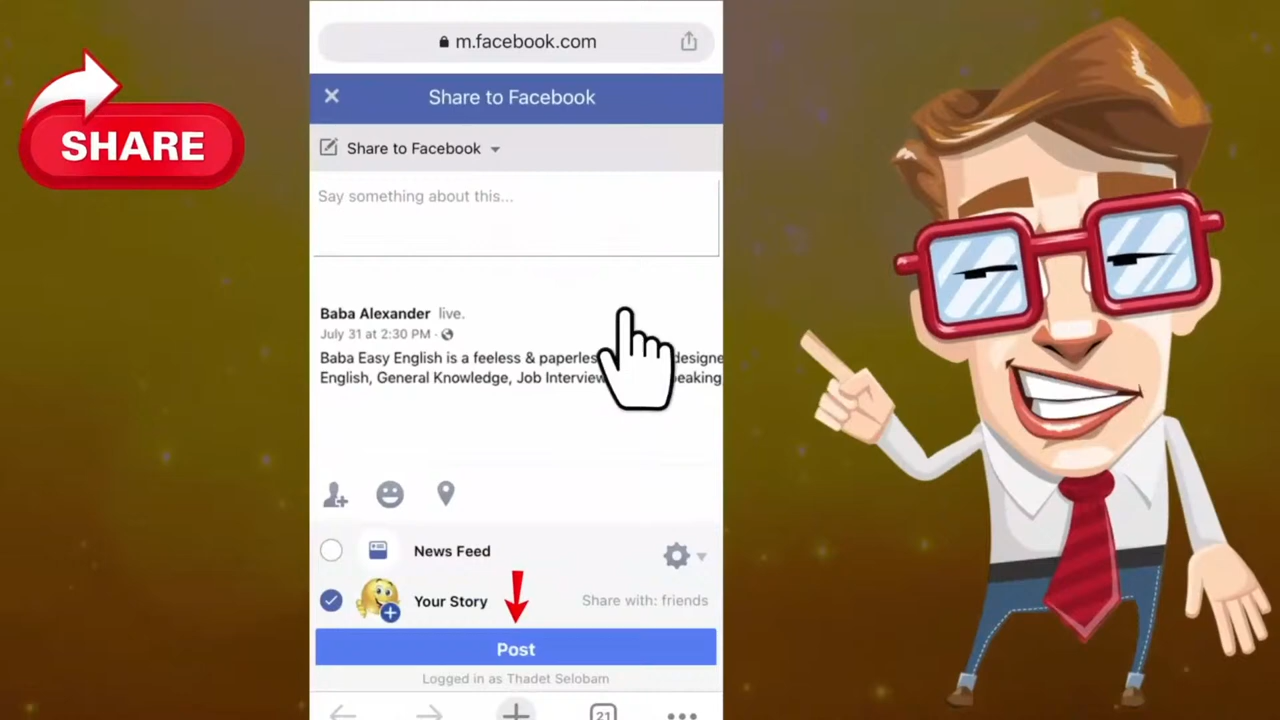 SHARE
m.facebook.com
Share to Facebook
Share to Facebook
Say something about this...
Baba Alexander live.
July 31 at 2:30 PM ·
Baba Easy English is a feeless & designe
English, General Knowledge, Job Interview
News Feed
Your Story Share with: friends
Post
Logged in as Thadet Selobam
21